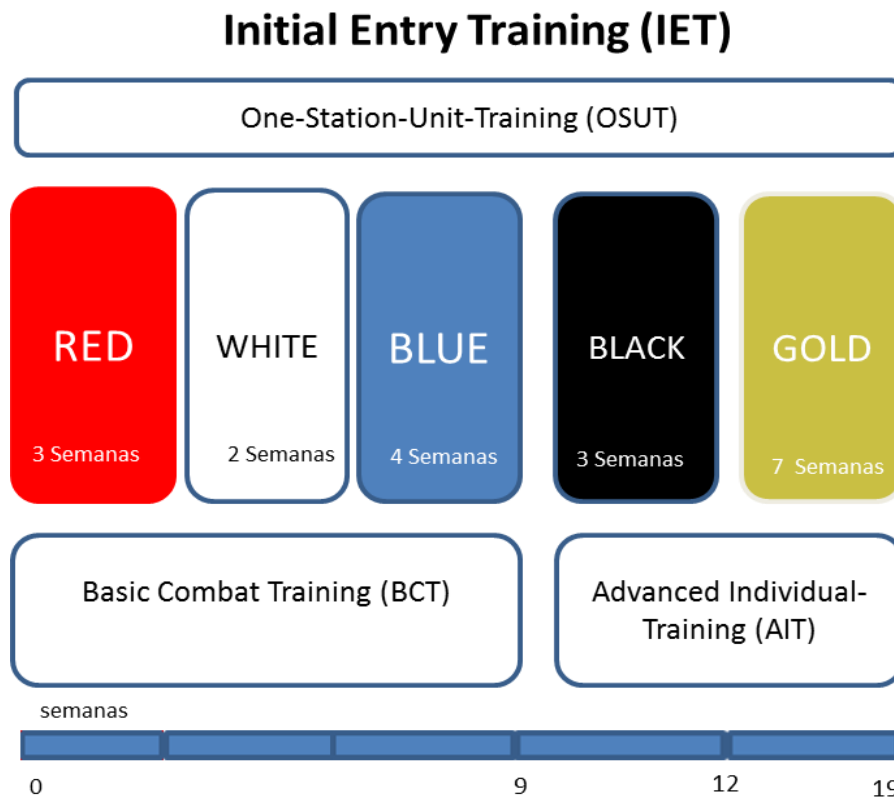 Initial Entry Training (IET)
One-Station-Unit-Training (OSUT)
RED
3 Semanas
WHITE
2 Semanas
BLUE
4 Semanas
BLACK
3 Semanas
GOLD
7 Semanas
Basic Combat Training (BCT)
Advanced Individual-
Training (AIT)
semanas
0
9
12
19